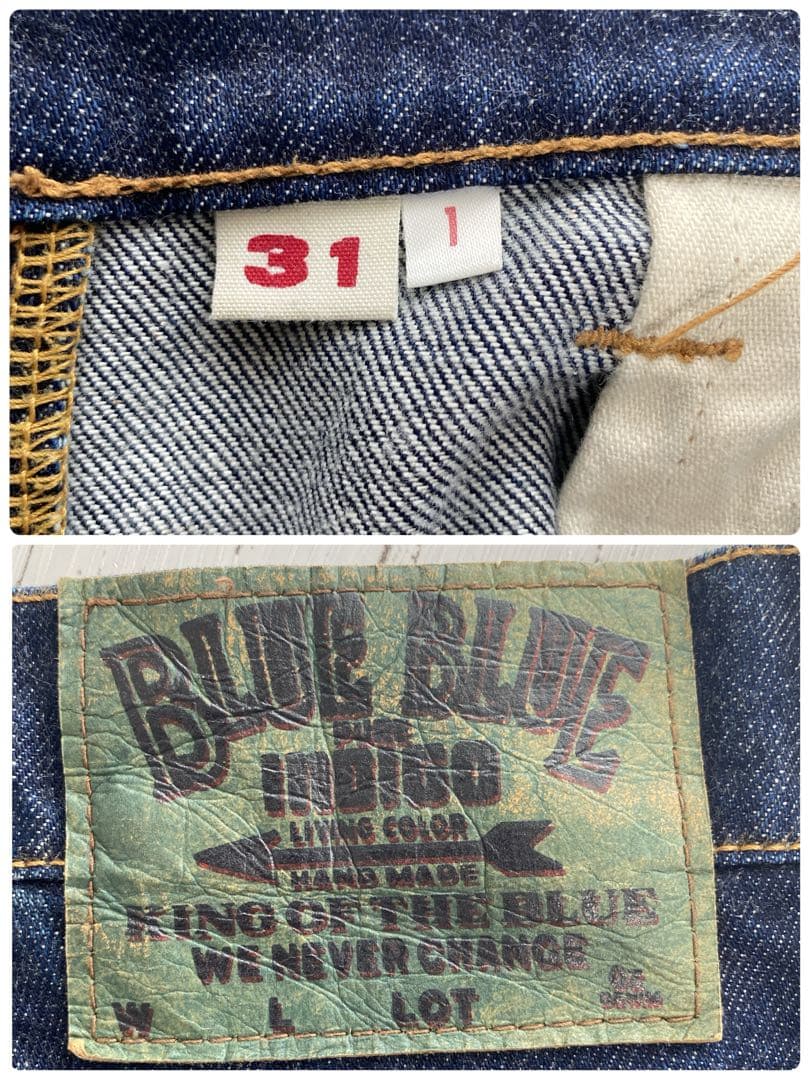 31
1
BLUE BLUE
INDIGO
LIVING COLOR
HAND MADE
KING OF THE BLUE
WE NEVER CHANGE
W L LOT